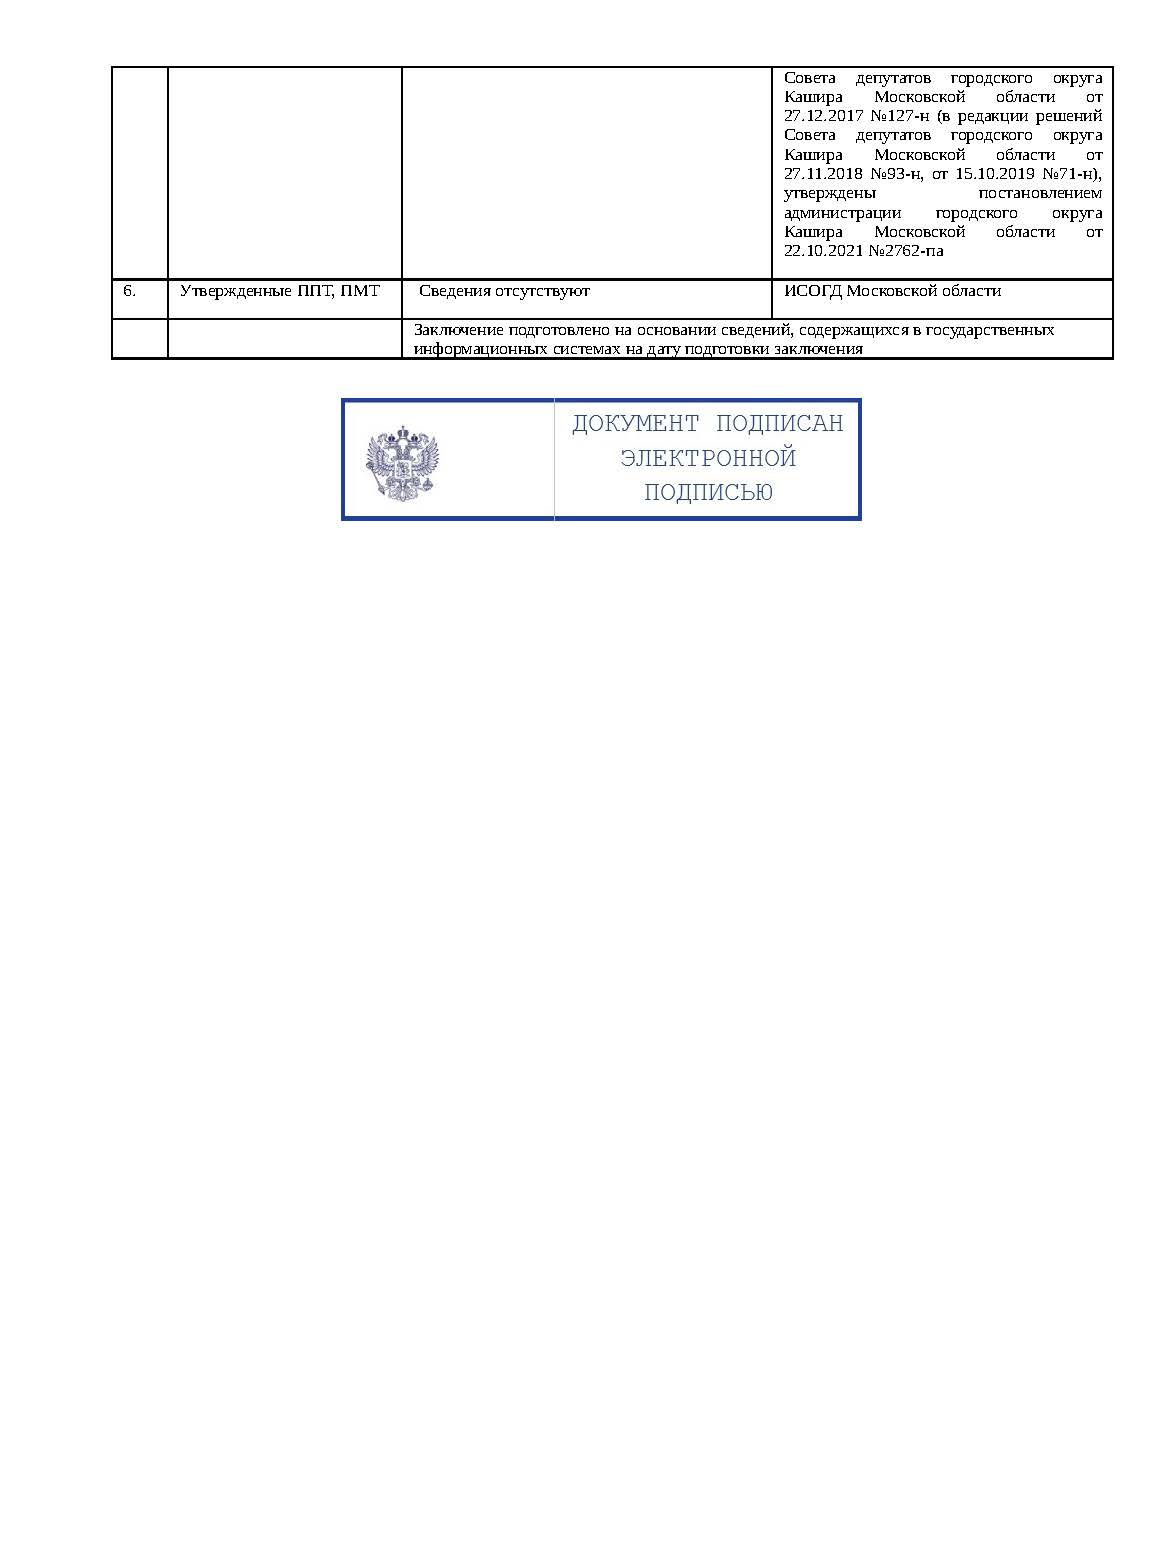 Совета депутатов городского округа
Кашира Московской области от
27.12.2017 №127-н (в редакции решений
Совета депутатов городского округа
Кашира Московской области от
27.11.2018 №93-н, от 15.10.2019 №71-н),
утверждены постановлением
администрации городского округа
Кашира Московской области от
22.10.2021 №2762-па
6. Утвержденные ППТ, ПМТ Сведения отсутствуют ИСОГД Московской области
Заключение подготовлено на основании сведений, содержащихся в государственных
информационных системах на дату подготовки заключения
ДОКУМЕНТ ПОДПИСАН
ЭЛЕКТРОННОЙ
ПОДПИСЬЮ